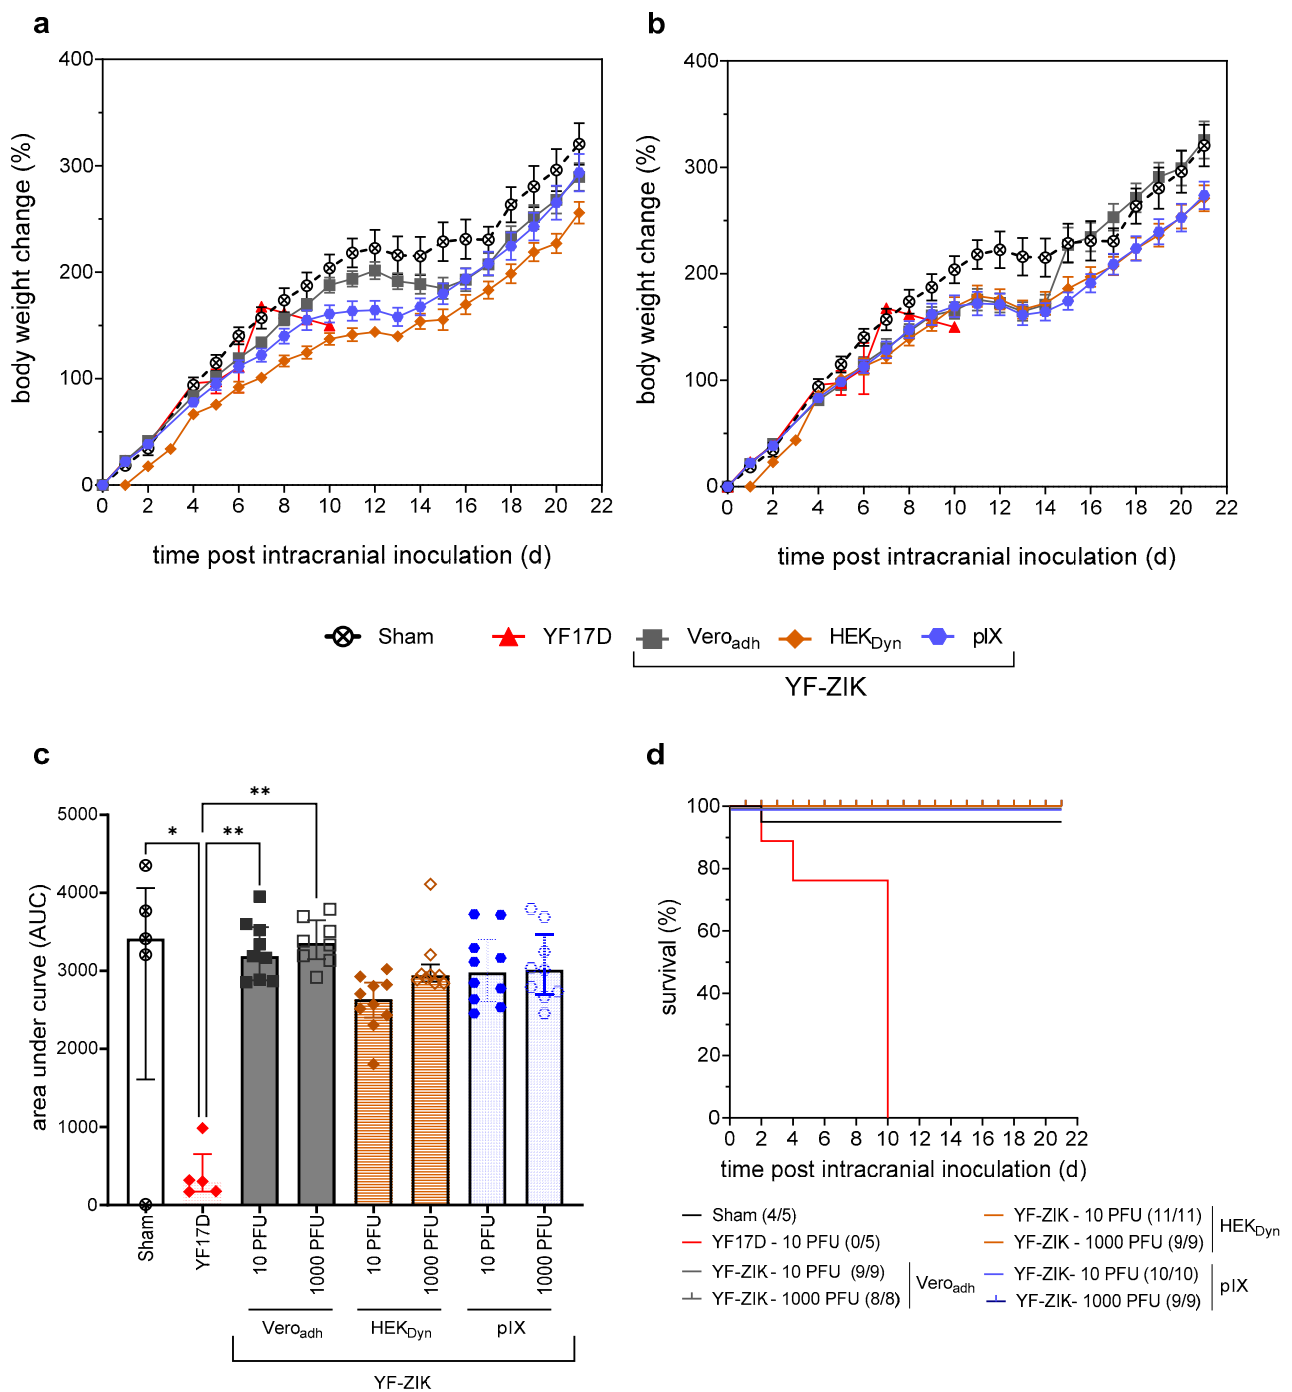 a
b
400
300
200
100
0
body weight change (%)
0 2 4 6 8 10 12 14 16 18 20 22
time post intracranial inoculation (d)
400
300
200
100
0
body weight change (%)
0 2 4 6 8 10 12 14 16 18 20 22
time post intracranial inoculation (d)
Sham YF17D Veroadh HEKDyn pIX
YF-ZIK
c
5000
4000
3000
2000
1000
0
area under curve (AUC)
* ** **
Sham
YF17D
10 PFU
1000 PFU
10 PFU
1000 PFU
10 PFU
1000 PFU
Veroadh HEKDyn pIX
YF-ZIK
d
100
80
60
40
20
0
survival (%)
0 2 4 6 8 10 12 14 16 18 20 22
time post intracranial inoculation (d)
Sham (4/5)
YF17D - 10 PFU (0/5)
YF-ZIK - 10 PFU (9/9)
YF-ZIK - 1000 PFU (8/8)
Veroadh
YF-ZIK - 10 PFU (11/11)
YF-ZIK - 1000 PFU (9/9)
HEKDyn
YF-ZIK- 10 PFU (10/10)
YF-ZIK- 1000 PFU (9/9)
pIX